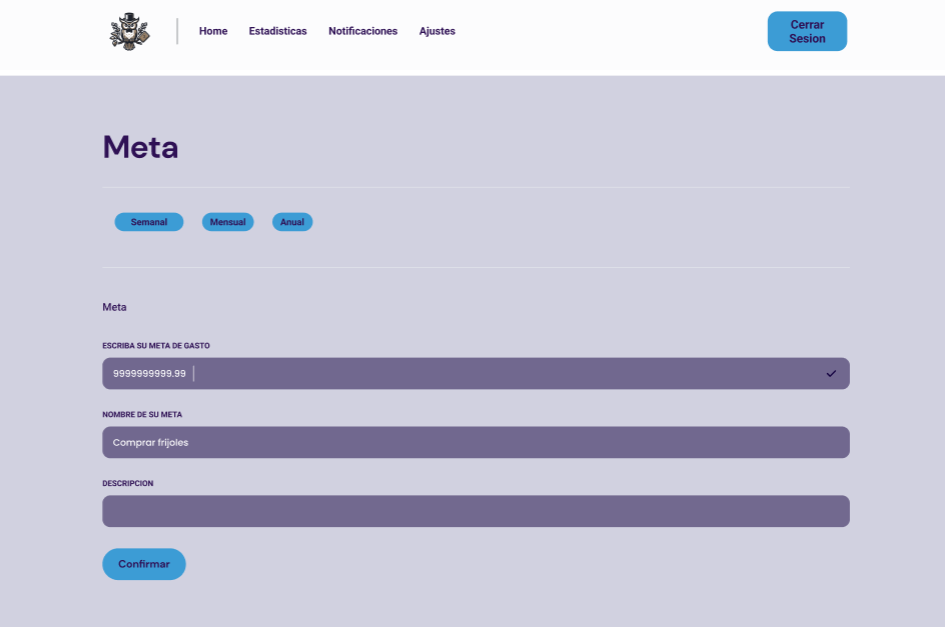 Home Estadisticas Notificaciones Ajustes
Cerrar
Sesion
Meta
Semanal Mensual Anual
Meta
ESCRIBA SU META DE GASTO
9999999999.99
NOMBRE DE SU META
Comprar frijoles
DESCRIPCION
Confirmar